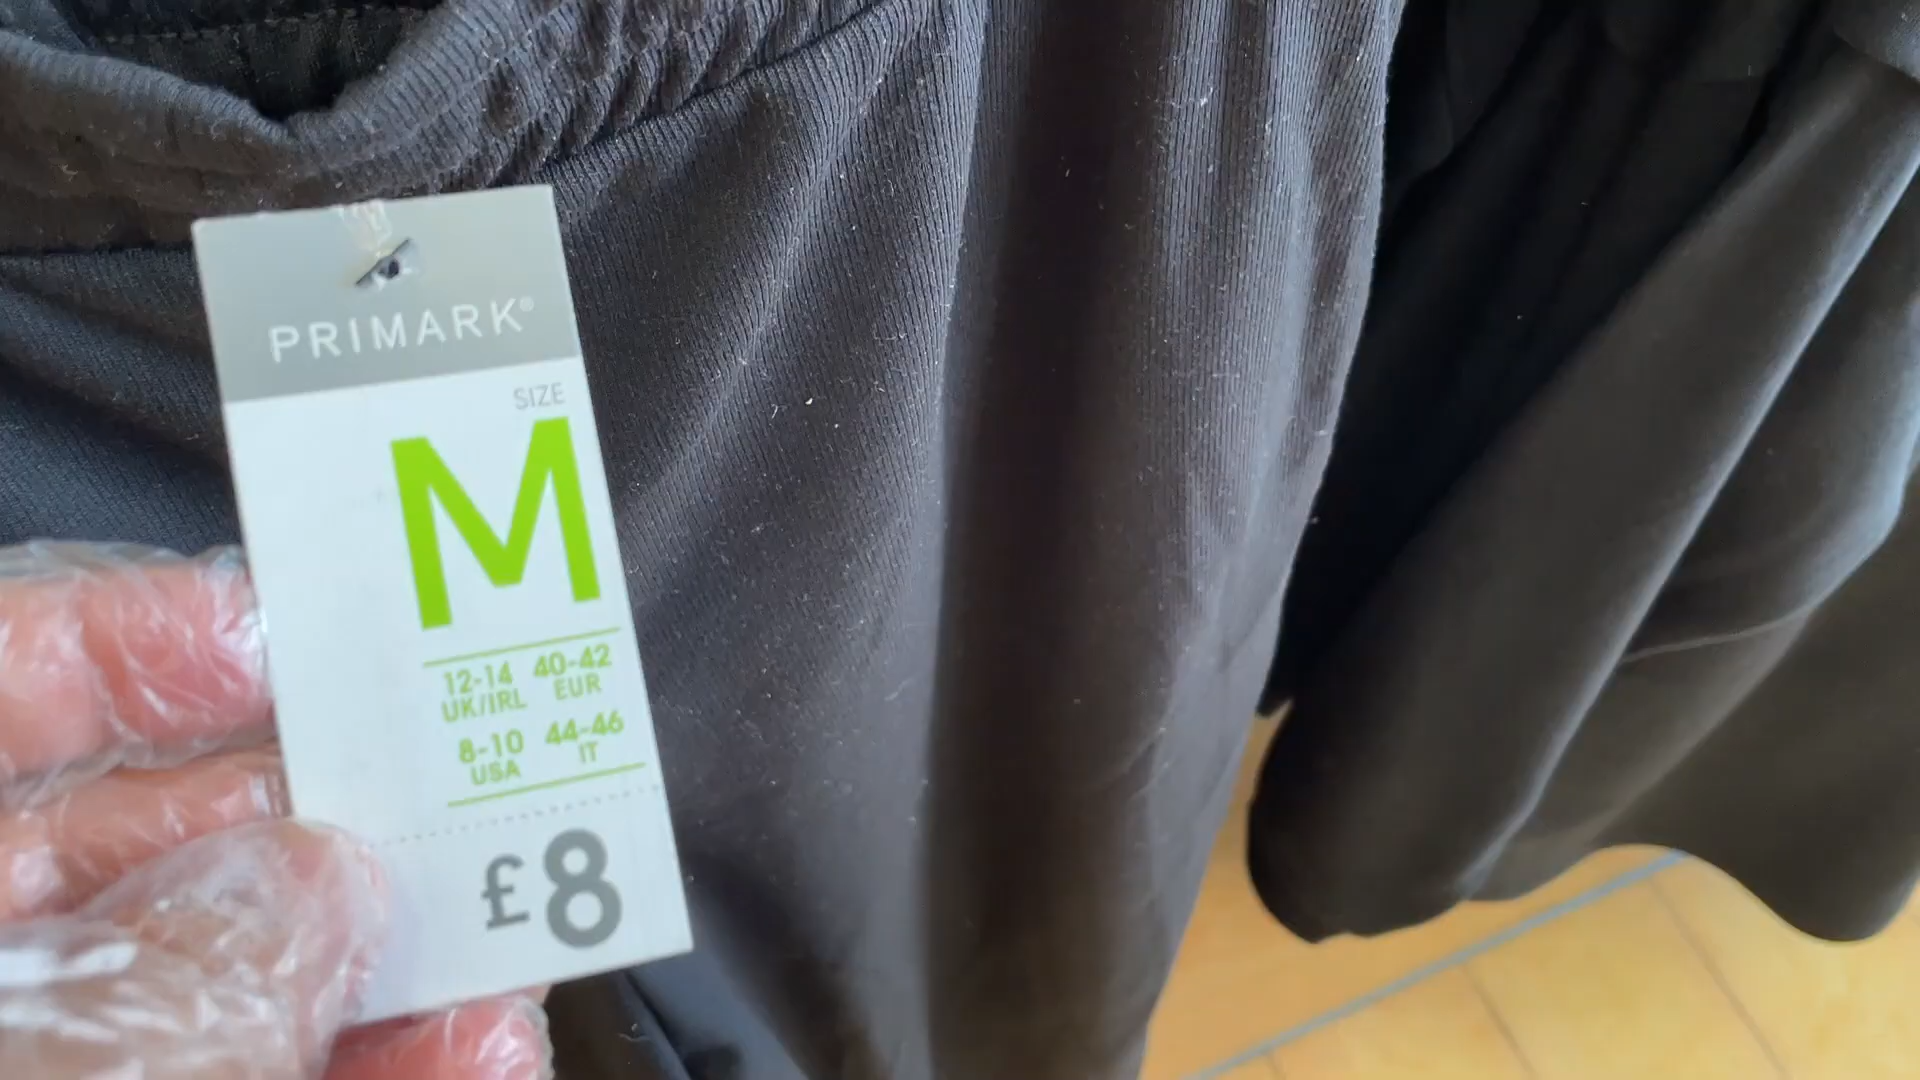 PRIMARK®
SIZE
M
12-14 40-42
UK/IRL EUR
8-10 44-46
USA IT
£8